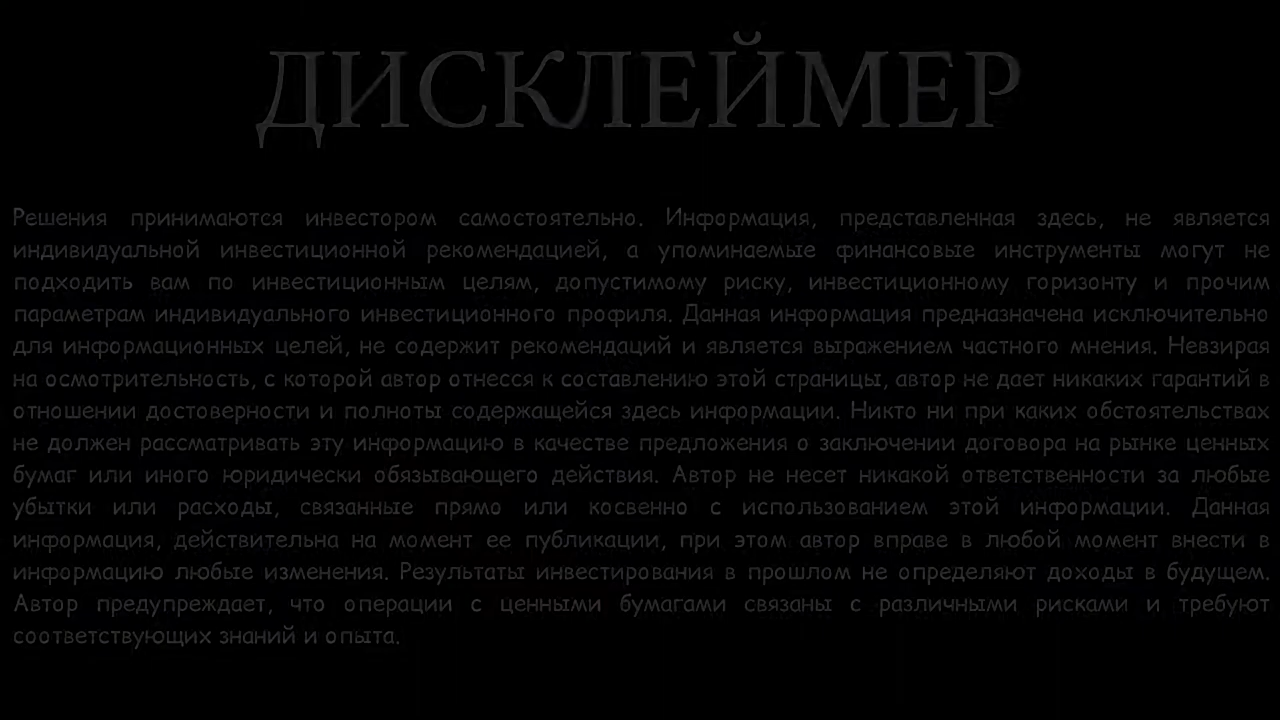 ДИСКЛЕЙМЕР
Решения принимаются инвестором самостоятельно. Информация, представленная здесь, не является
индивидуальной инвестиционной рекомендацией, а упоминаемые финансовые инструменты могут не
подходить вам по инвестиционным целям, допустимому риску, инвестиционному горизонту и прочим
параметрам индивидуального инвестиционного профиля. Данная информация предназначена исключительно
для информационных целей, не содержит рекомендаций и является выражением частного мнения. Невзирая
на осмотрительность, с которой автор отнесся к составлению этой страницы, автор не дает никаких гарантий в
отношении достоверности и полноты содержащейся здесь информации. Никто ни при каких обстоятельствах
не должен рассматривать эту информацию в качестве предложения о заключении договора на рынке ценных
бумаг или иного юридически обязывающего действия. Автор не несет никакой ответственности за любые
убытки или расходы, связанные прямо или косвенно с использованием этой информации. Данная
информация, действительна на момент ее публикации, при этом автор вправе в любой момент внести в
информацию любые изменения. Результаты инвестирования в прошлом не определяют доходы в будущем.
Автор предупреждает, что операции с ценными бумагами связаны с различными рисками и требуют
соответствующих знаний и опыта.